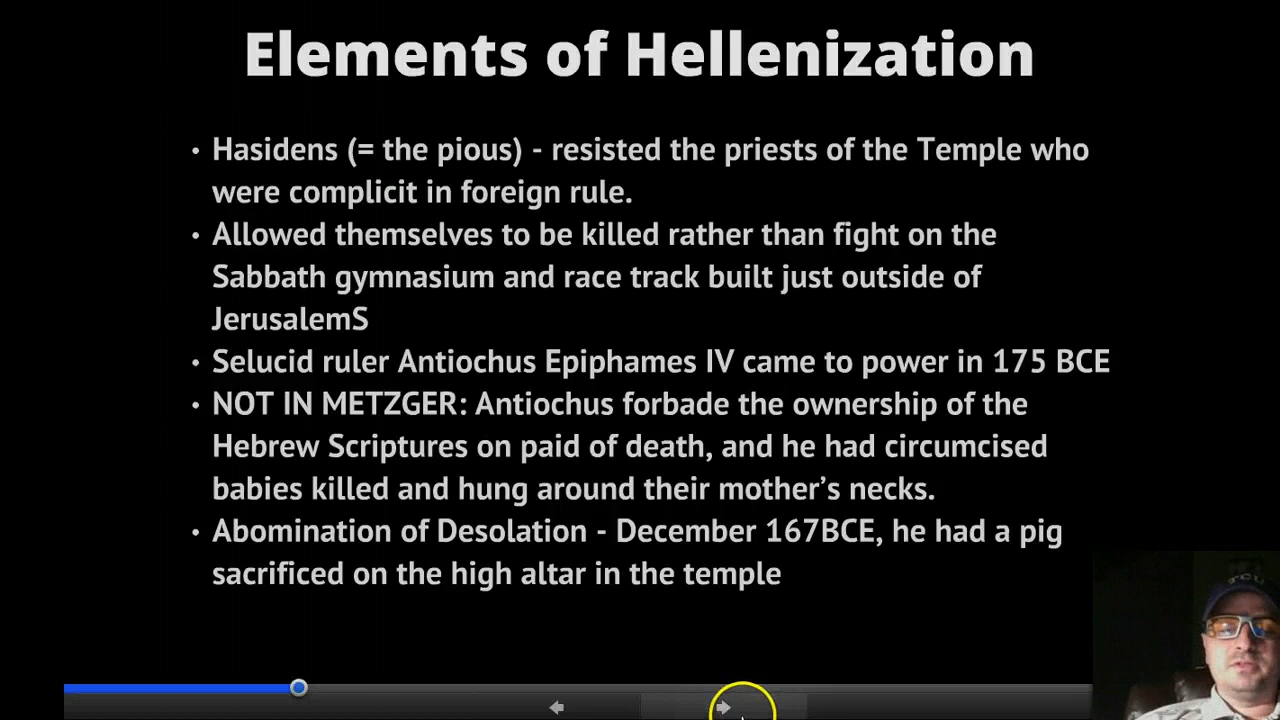 Elements of Hellenization
• Hasidens (= the pious) - resisted the priests of the Temple who
were complicit in foreign rule.
• Allowed themselves to be killed rather than fight on the
Sabbath gymnasium and race track built just outside of
JerusalemS
• Selucid ruler Antiochus Epiphames IV came to power in 175 BCE
• NOT IN METZGER: Antiochus forbade the ownership of the
Hebrew Scriptures on paid of death, and he had circumcised
babies killed and hung around their mother’s necks.
• Abomination of Desolation - December 167BCE, he had a pig
sacrificed on the high altar in the temple
TCU